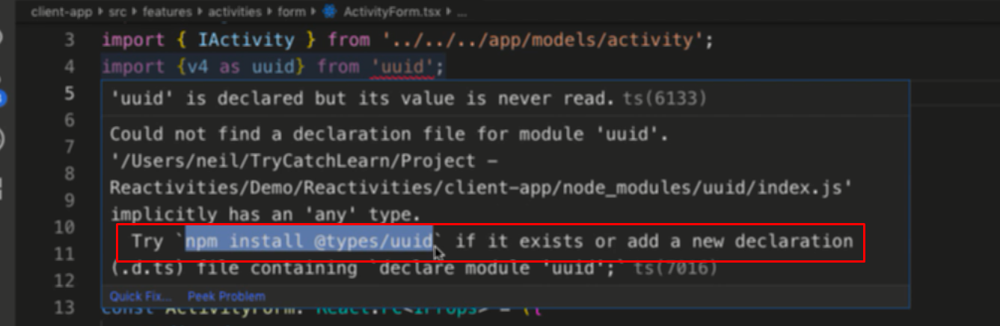 client-app > src > features > activities > form > ActivityForm.tsx > ...
3 import { IActivity } from '../../../app/models/activity';
4 import {v4 as uuid} from 'uuid';
5
'uuid' is declared but its value is never read. ts(6133)
6
Could not find a declaration file for module 'uuid'.
7
'/Users/neil/TryCatchLearn/Project –
8
Reactivities/Demo/Reactivities/client-app/node_modules/uuid/index.js'
9
implicitly has an 'any' type.
10
Try `npm install @types/uuid` if it exists or add a new declaration
11
(.d.ts) file containing `declare module 'uuid';` ts(7016)
12
Quick Fix... Peek Problem
13 const ActivityForm: React.FC<IProps> = ({